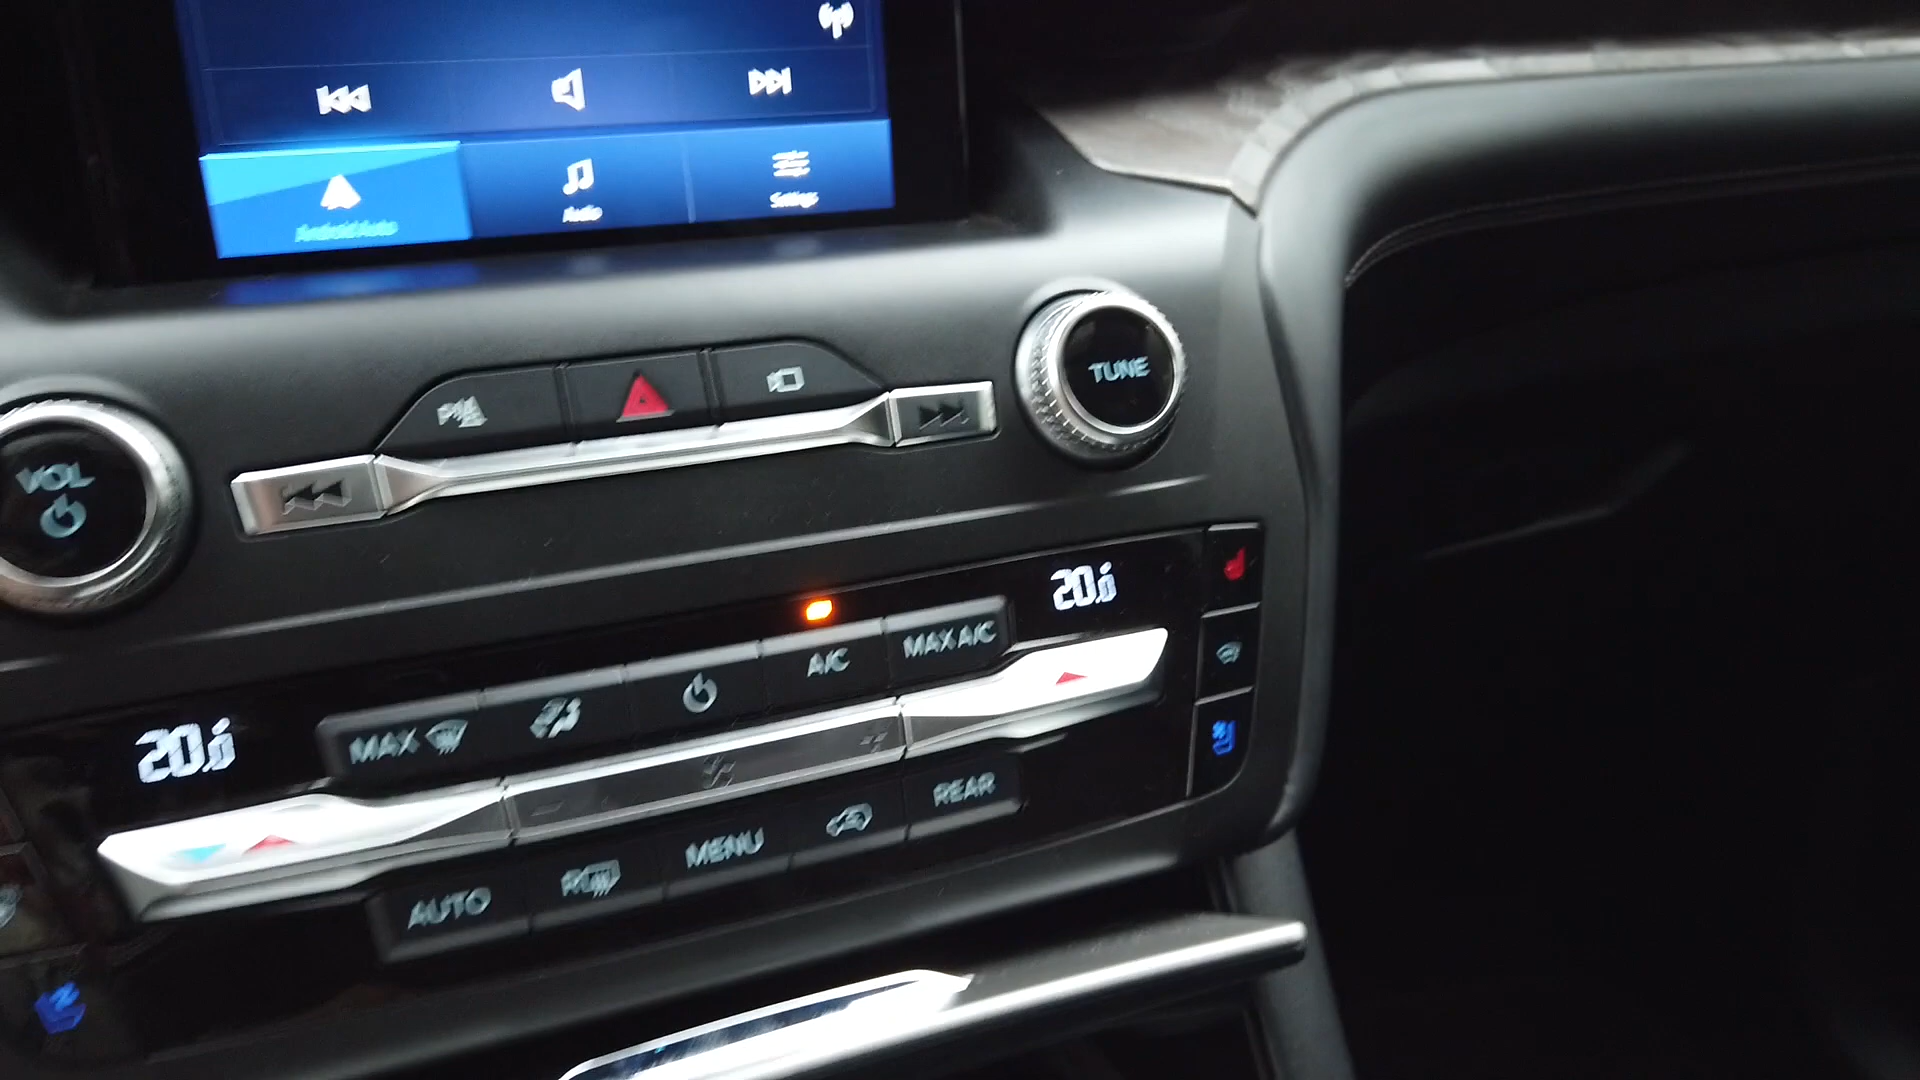 Android Auto
Audio
Settings
TUNE
VOL
20.0
A/C
MAX A/C
20.0
MAX
REAR
MENU
R
AUTO